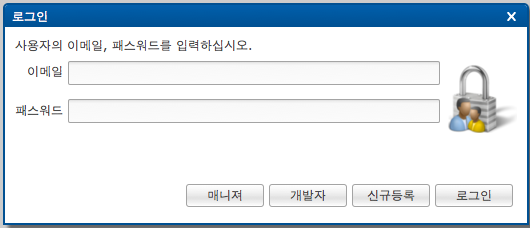 로그인
사용자의 이메일, 패스워드를 입력하십시오.
이메일
패스워드
매니져 개발자 신규등록 로그인